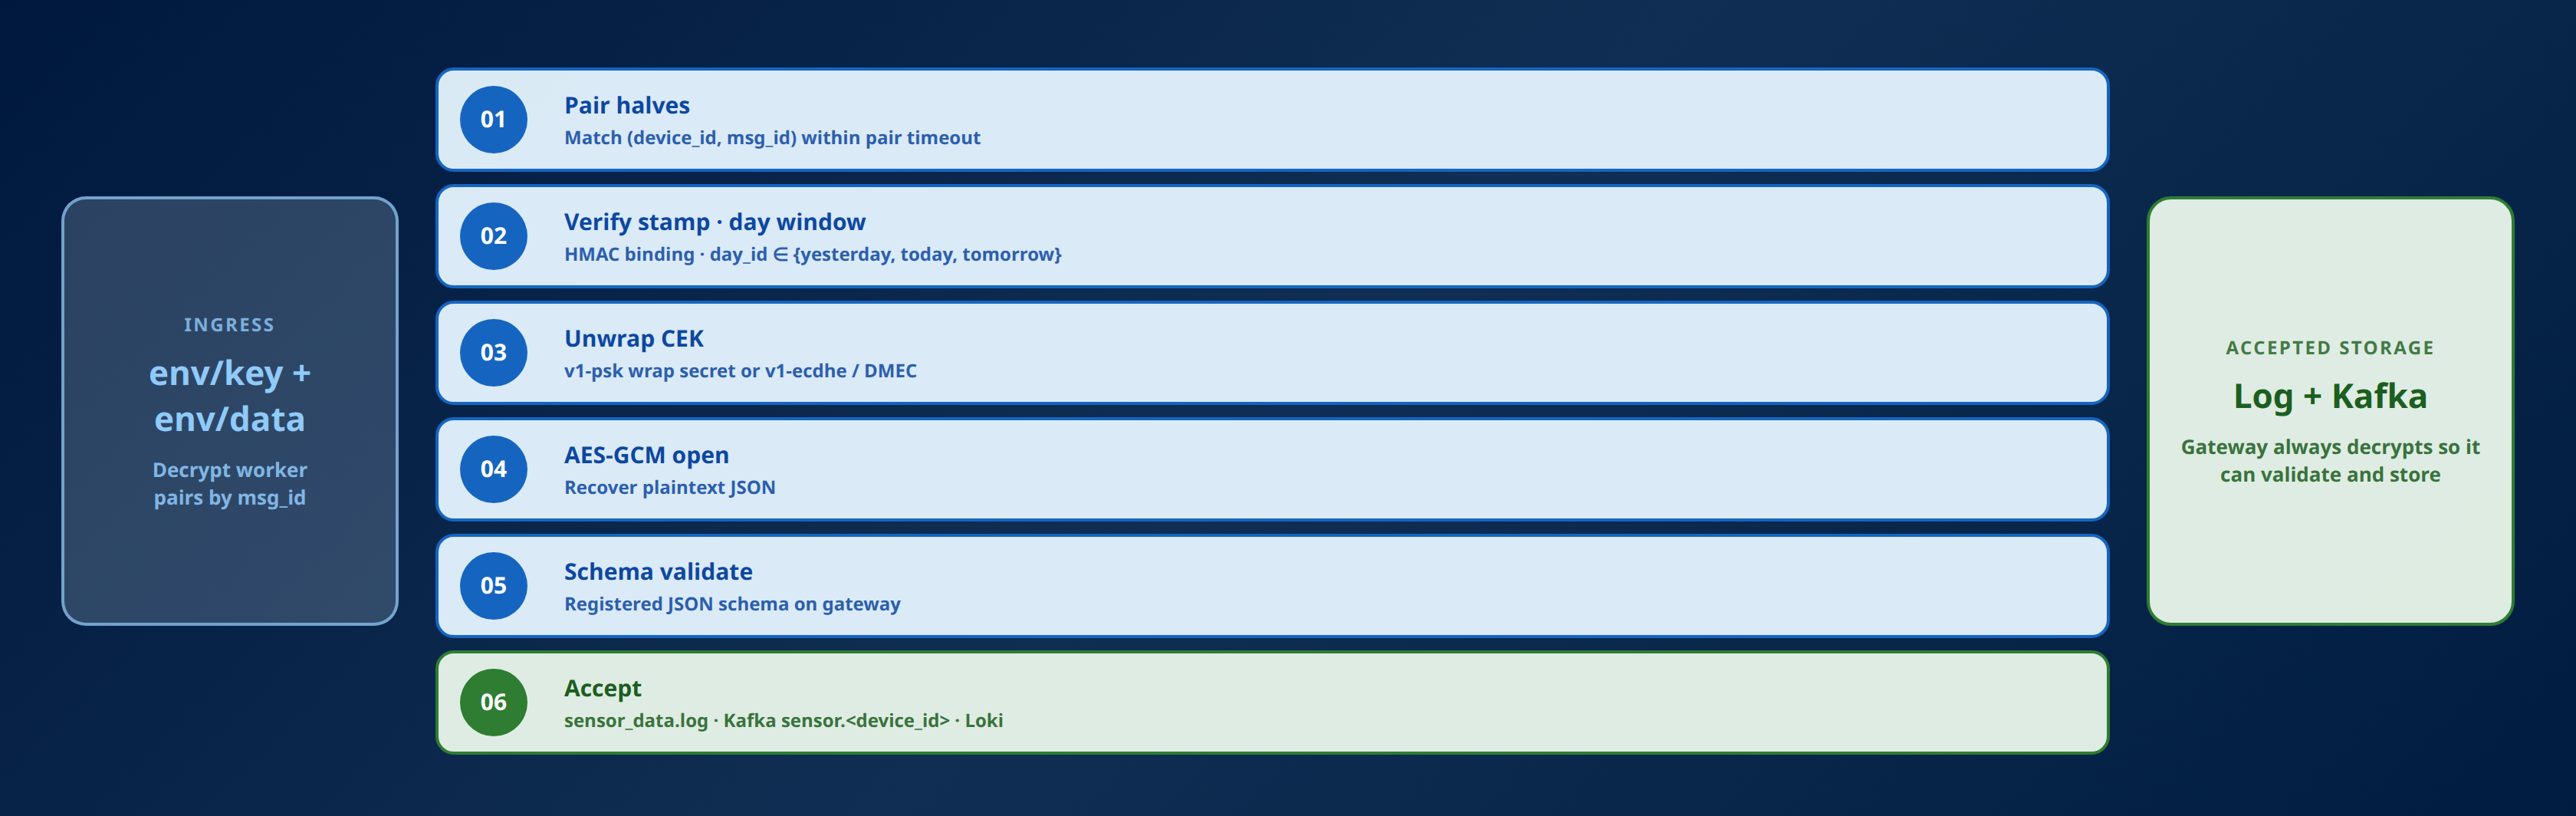 INGRESS
env/key +
env/data
Decrypt worker
pairs by msg_id
01
Pair halves
Match (device_id, msg_id) within pair timeout
02
Verify stamp · day window
HMAC binding · day_id ∈ {yesterday, today, tomorrow}
03
Unwrap CEK
v1-psk wrap secret or v1-ecdhe / DMEC
04
AES-GCM open
Recover plaintext JSON
05
Schema validate
Registered JSON schema on gateway
06
Accept
sensor_data.log · Kafka sensor.<device_id> · Loki
ACCEPTED STORAGE
Log + Kafka
Gateway always decrypts so it
can validate and store